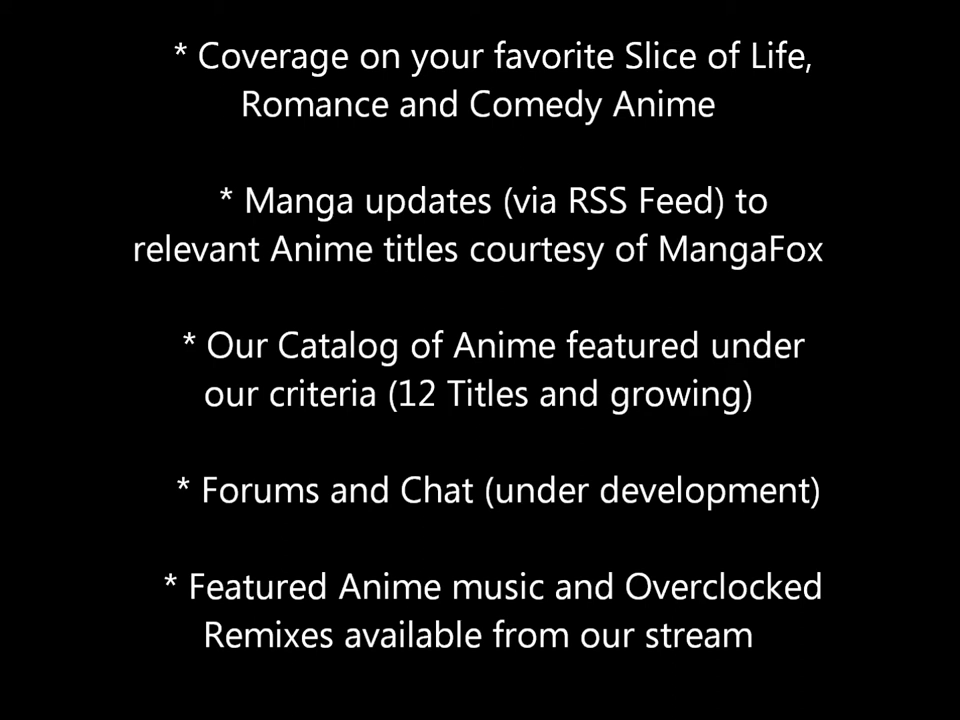 * Coverage on your favorite Slice of Life,
Romance and Comedy Anime
* Manga updates (via RSS Feed) to
relevant Anime titles courtesy of MangaFox
* Our Catalog of Anime featured under
our criteria (12 Titles and growing)
* Forums and Chat (under development)
* Featured Anime music and Overclocked
Remixes available from our stream